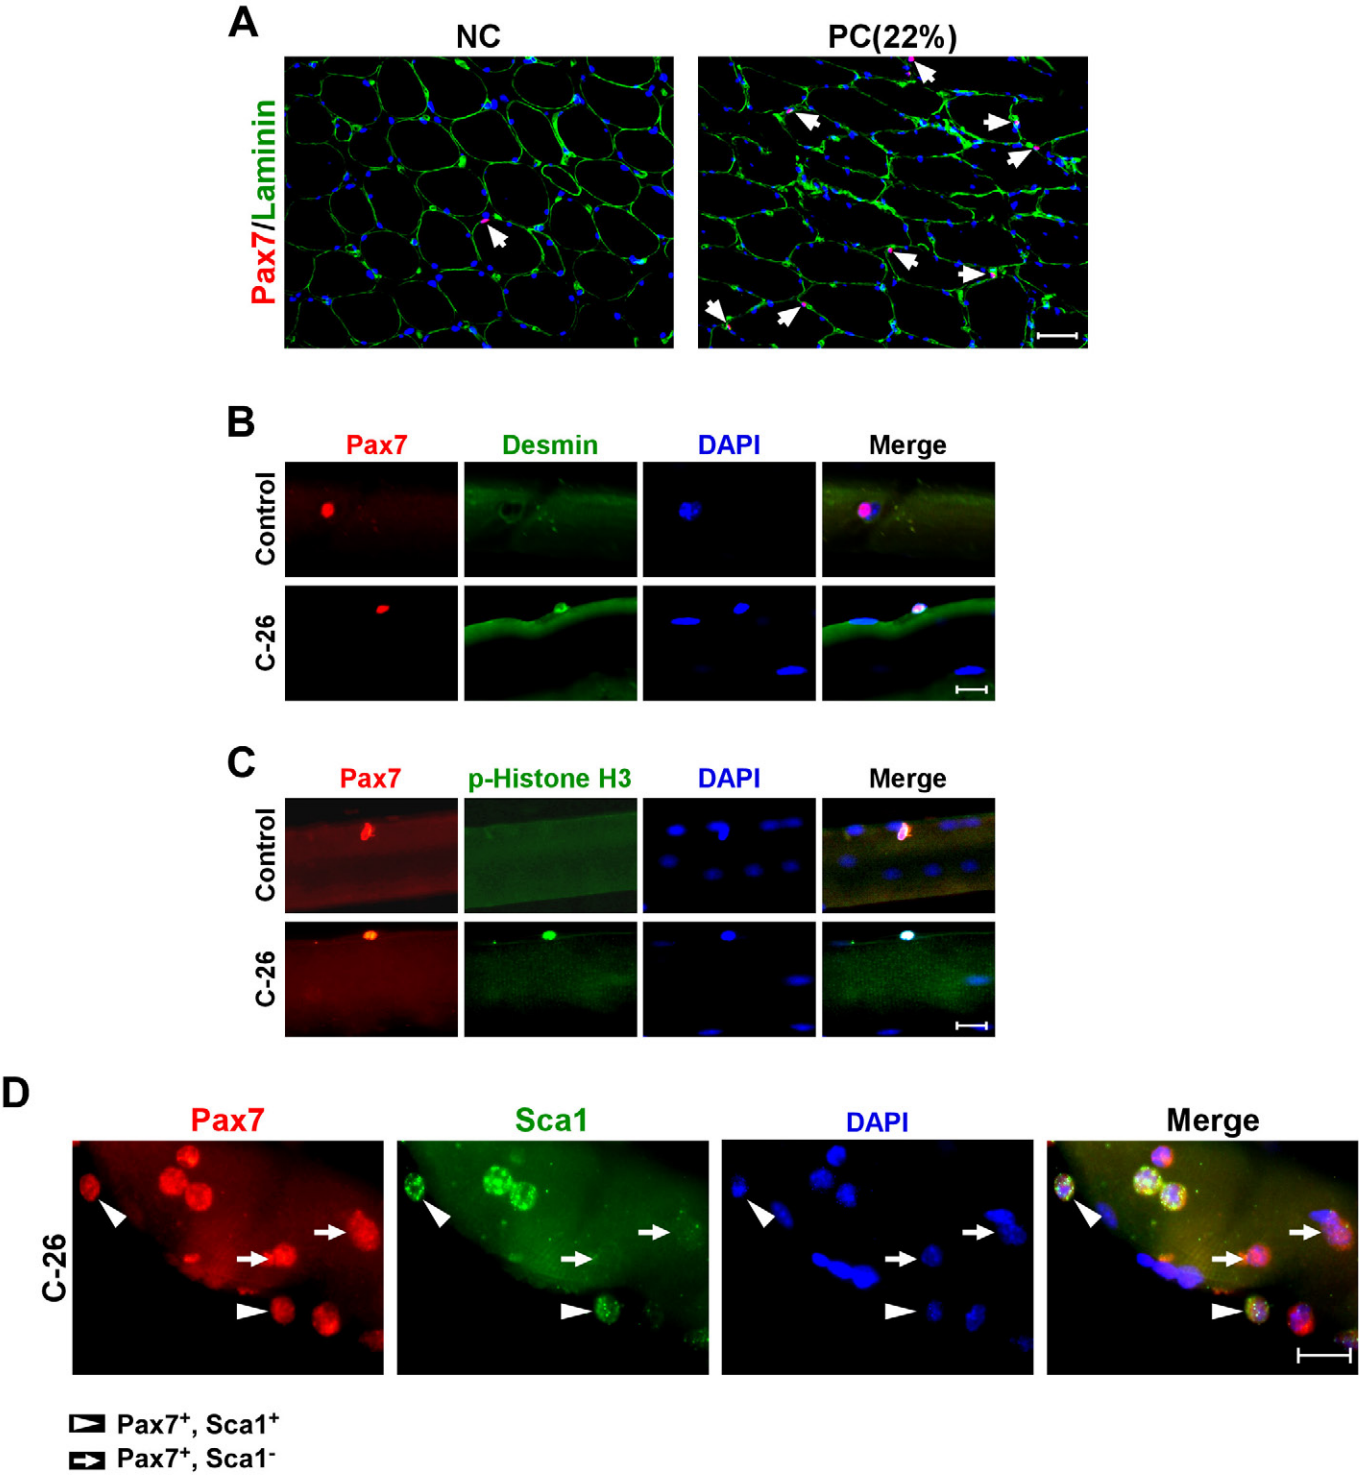 A
NC PC(22%)
Pax7/Laminin
B
Pax7 Desmin DAPI Merge
Control
C-26
C
Pax7 p-Histone H3 DAPI Merge
Control
C-26
D
Pax7 Sca1 DAPI Merge
C-26
Pax7⁺, Sca1⁺
Pax7⁺, Sca1⁻